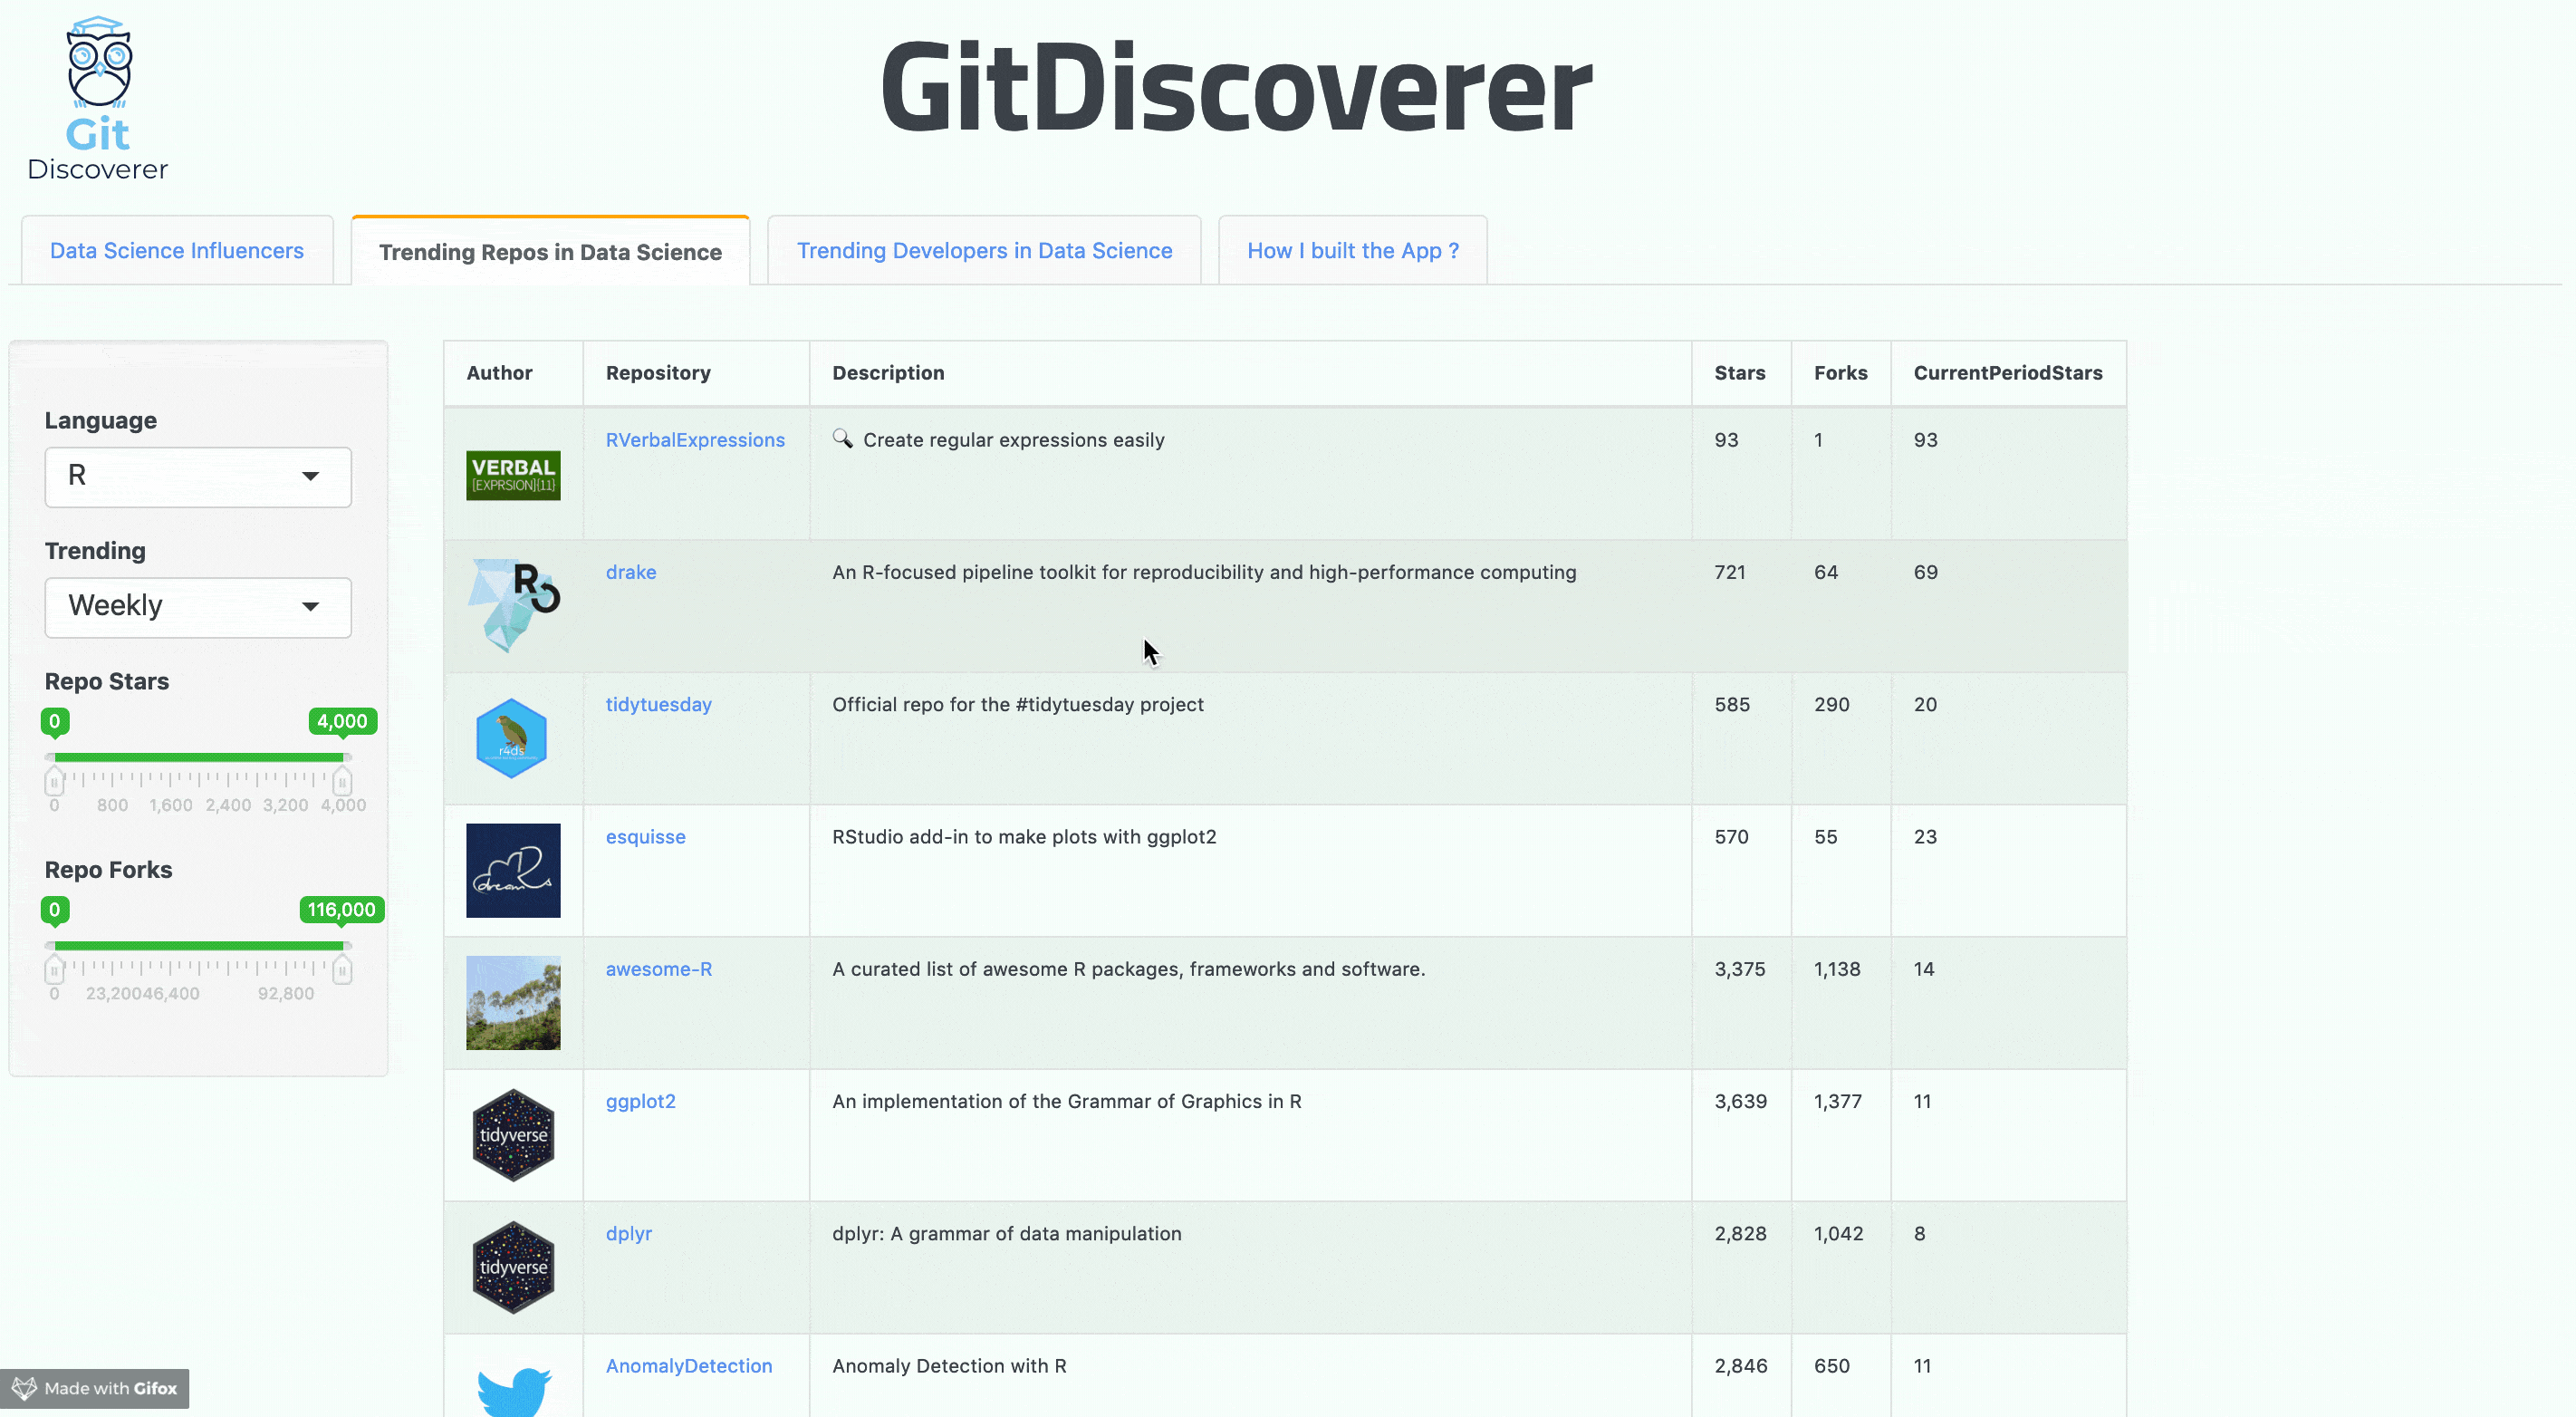 Git
Discoverer
GitDiscoverer
Data Science Influencers
Trending Repos in Data Science
Trending Developers in Data Science
How I built the App ?
Language
R
Trending
Weekly
Repo Stars
0 4,000
0 800 1,600 2,400 3,200 4,000
Repo Forks
0 116,000
0 23,20046,400 92,800
Author Repository Description Stars Forks CurrentPeriodStars
VERBAL
[EXPRSION]{11}
RVerbalExpressions 🔍 Create regular expressions easily 93 1 93
R
drake An R-focused pipeline toolkit for reproducibility and high-performance computing 721 64 69
r4ds
tidytuesday Official repo for the #tidytuesday project 585 290 20
dreamRs
esquisse RStudio add-in to make plots with ggplot2 570 55 23
awesome-R A curated list of awesome R packages, frameworks and software. 3,375 1,138 14
tidyverse
ggplot2 An implementation of the Grammar of Graphics in R 3,639 1,377 11
tidyverse
dplyr dplyr: A grammar of data manipulation 2,828 1,042 8
AnomalyDetection Anomaly Detection with R 2,846 650 11
Made with Gifox